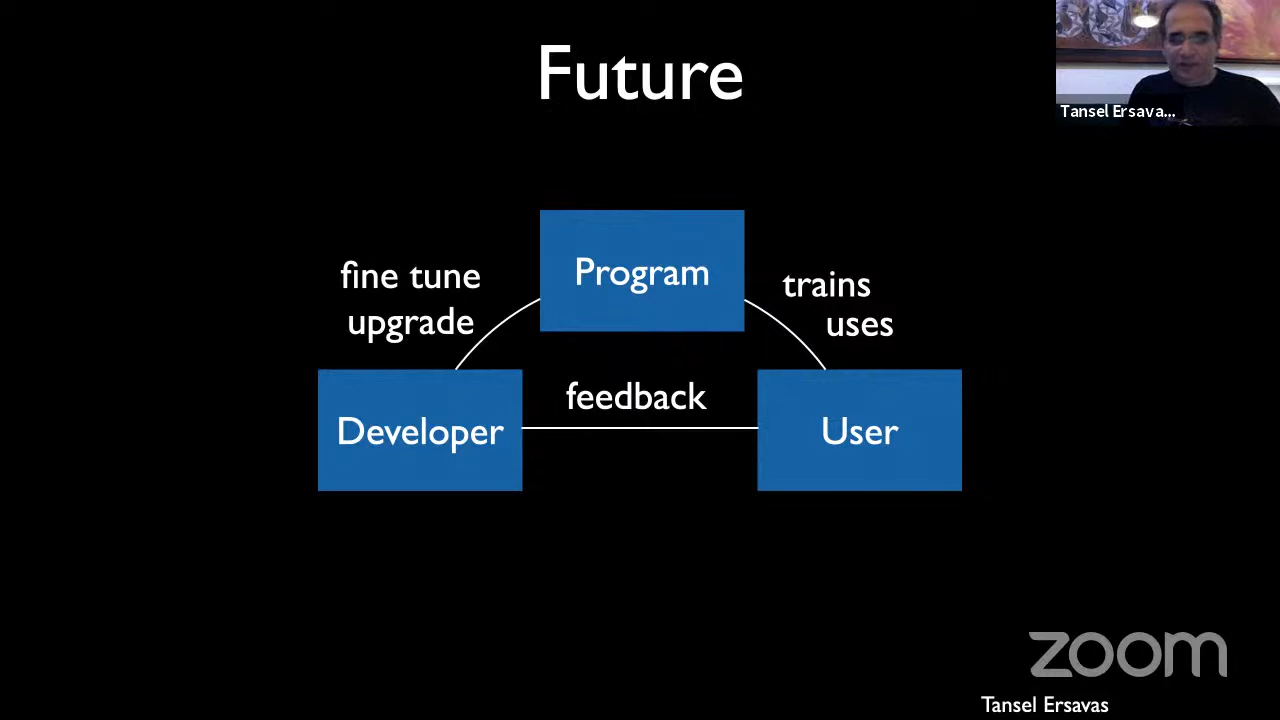 Future
Tansel Ersava...
Program
fine tune
upgrade
trains
uses
feedback
Developer
User
zoom
Tansel Ersavas